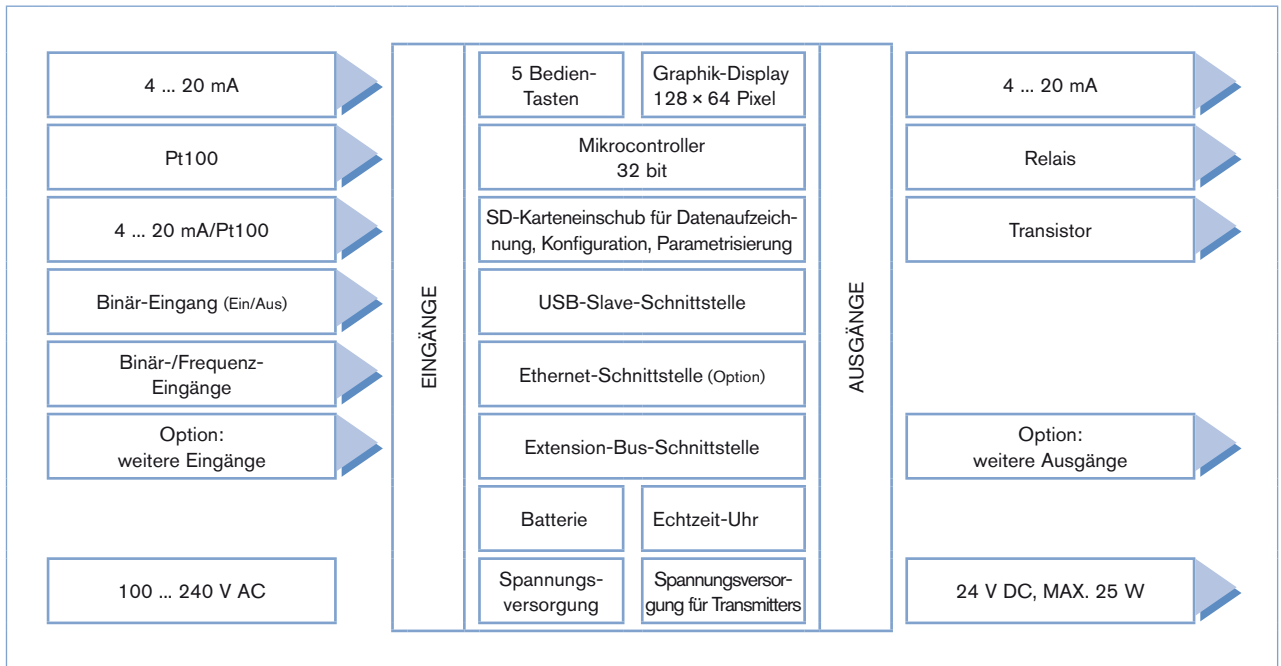 4 ... 20 mA
Pt100
4 ... 20 mA/Pt100
Binär-Eingang (Ein/Aus)
Binär-/Frequenz-
Eingänge
Option:
weitere Eingänge
100 ... 240 V AC
EINGÄNGE
5 Bedien-
Tasten
Graphik-Display
128 × 64 Pixel
Mikrocontroller
32 bit
SD-Karteneinschub für Datenaufzeich-
nung, Konfiguration, Parametrisierung
USB-Slave-Schnittstelle
Ethernet-Schnittstelle (Option)
Extension-Bus-Schnittstelle
Batterie
Echtzeit-Uhr
Spannungs-
versorgung
Spannungsversor-
gung für Transmitters
AUSGÄNGE
4 ... 20 mA
Relais
Transistor
Option:
weitere Ausgänge
24 V DC, MAX. 25 W